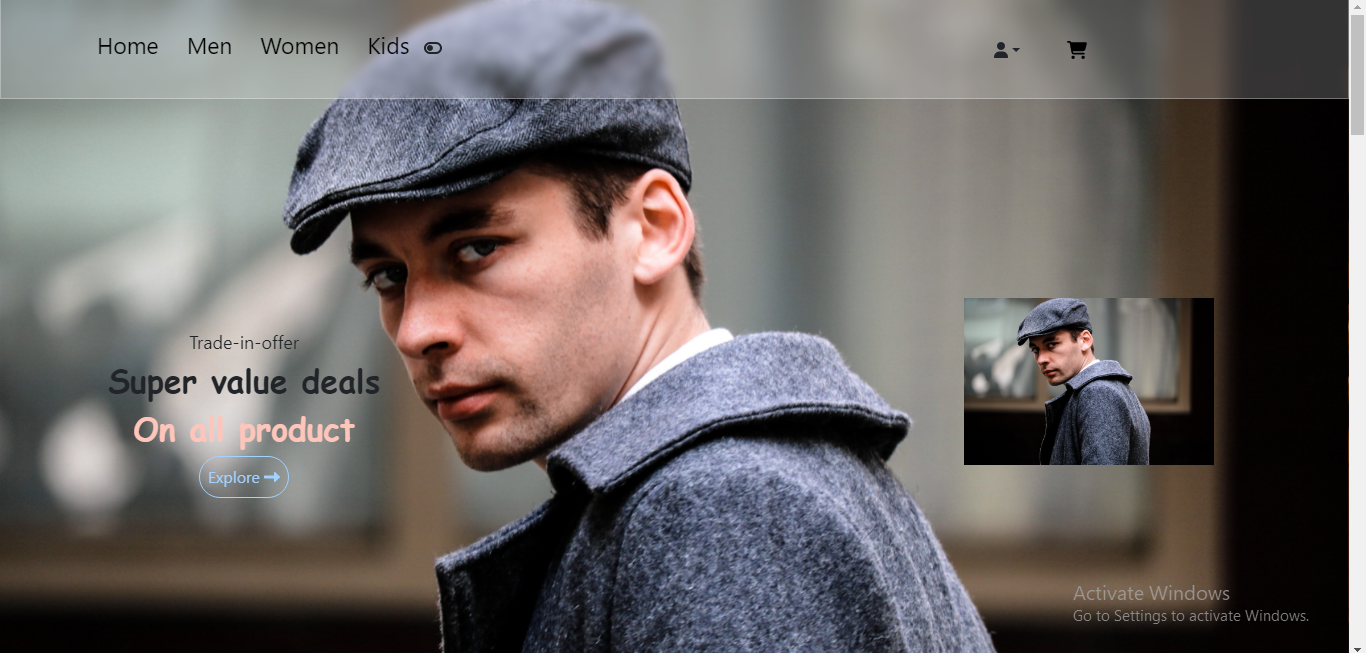 Home Men Women Kids
Trade-in-offer
Super value deals
On all product
Explore
Activate Windows
Go to Settings to activate Windows.